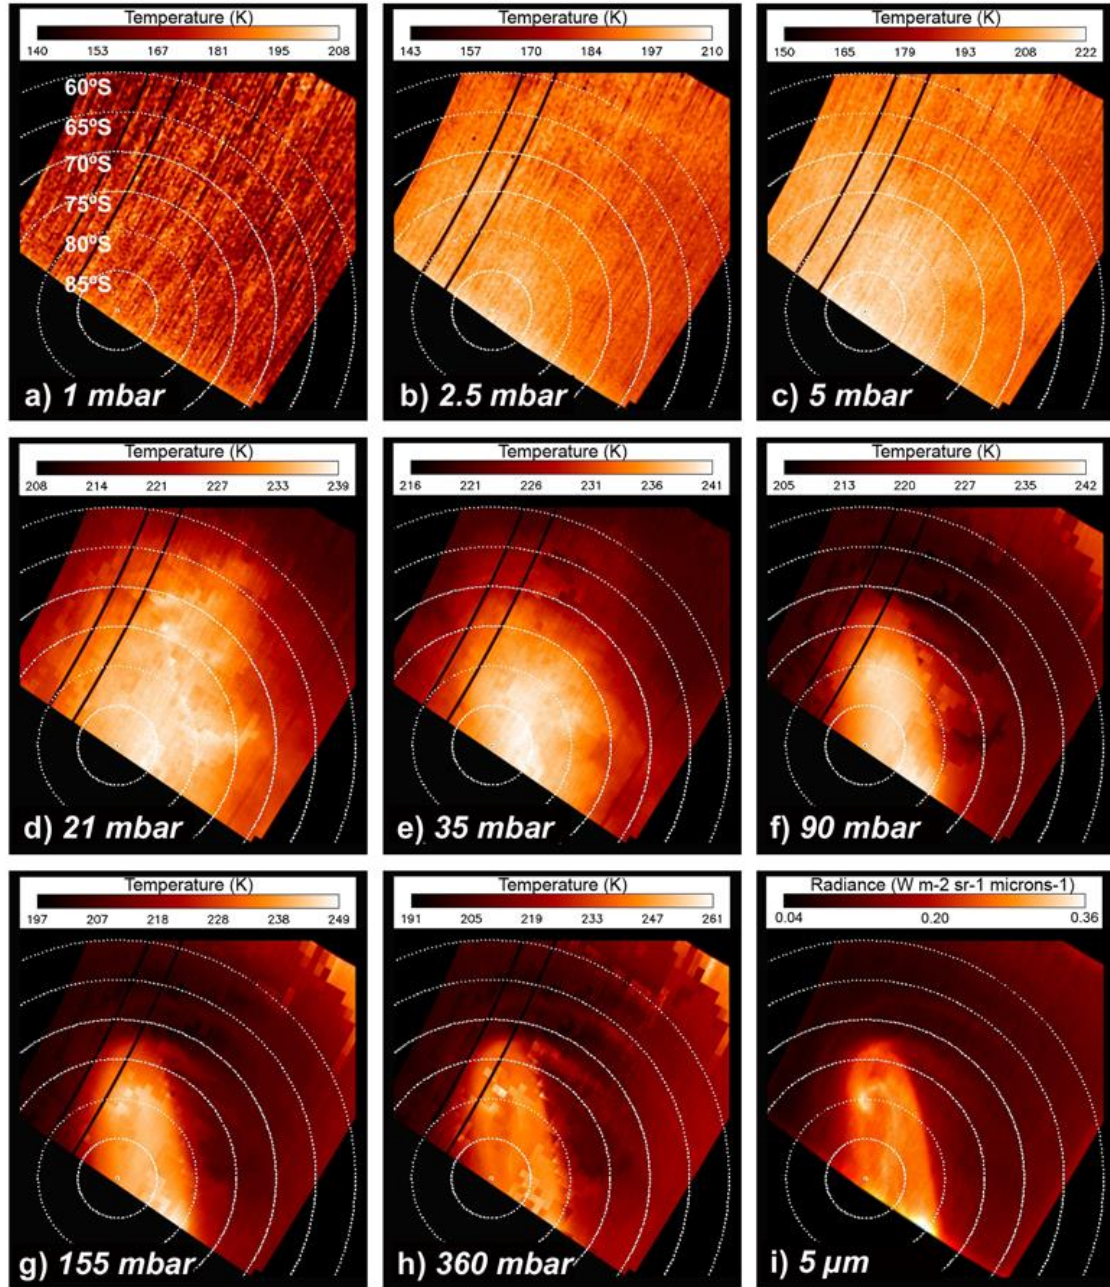 Temperature (K)
140 153 167 181 195 208
60ºS
65ºS
70ºS
75ºS
80ºS
85ºS
a) 1 mbar
Temperature (K)
143 157 170 184 197 210
b) 2.5 mbar
Temperature (K)
150 165 179 193 208 222
c) 5 mbar
Temperature (K)
208 214 221 227 233 239
d) 21 mbar
Temperature (K)
216 221 226 231 236 241
e) 35 mbar
Temperature (K)
205 213 220 227 235 242
f) 90 mbar
Temperature (K)
197 207 218 228 238 249
g) 155 mbar
Temperature (K)
191 205 219 233 247 261
h) 360 mbar
Radiance (W m-2 sr-1 microns-1)
0.04 0.20 0.36
i) 5 µm